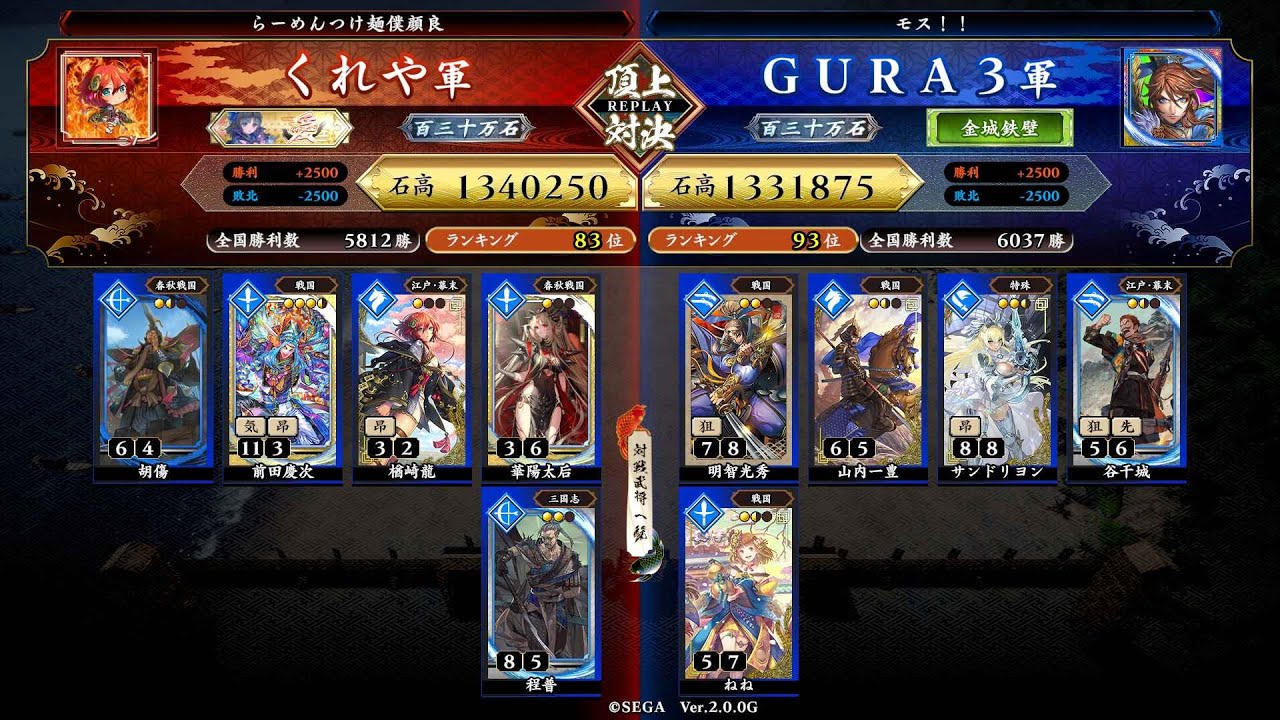 らーめんつけ麺僕顔良
モス！！
くれや軍
頂上
REPLAY
対決
GURA3軍
愛
百三十万石
百三十万石
金城鉄壁
勝利 +2500
敗北 -2500
石高 1340250
石高 1331875
勝利 +2500
敗北 -2500
全国勝利数 5812勝
ランキング 83位
ランキング 93位
全国勝利数 6037勝
春秋戦国
戦国
江戸・幕末
春秋戦国
戦国
戦国
特殊
江戸・幕末
気 昂
昂
狙
昂
狙 先
6 4
11 3
3 2
3 6
7 8
6 5
8 8
5 6
胡傷
前田慶次
楢崎龍
華陽太后
明智光秀
山内一豊
サンドリヨン
谷干城
対戦武将一覧
三国志
戦国
8 5
5 7
程普
ねね
©SEGA Ver.2.0.0G